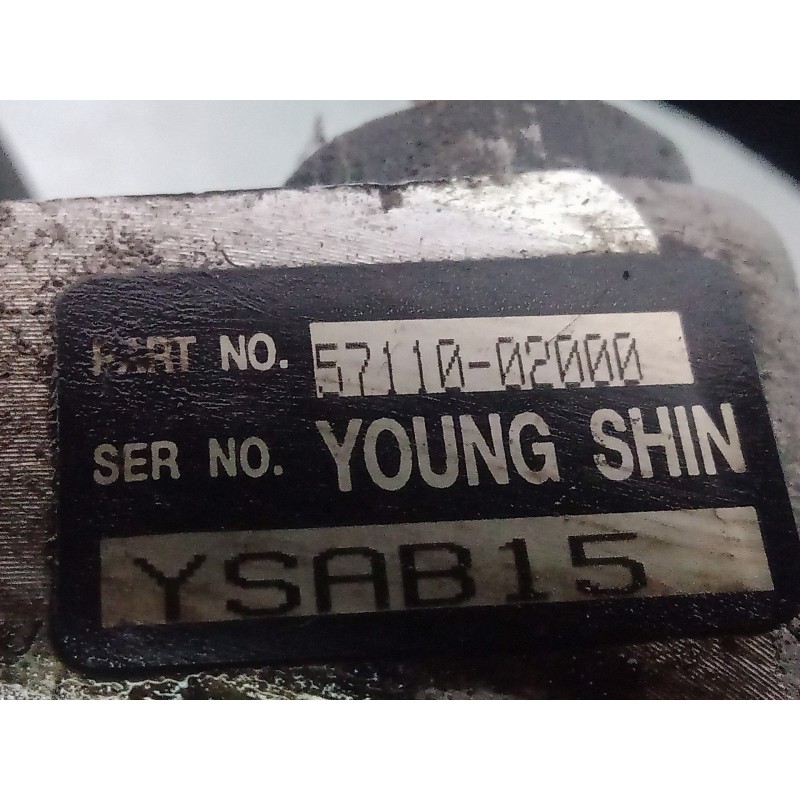 PART NO. 57110-02000
SER NO. YOUNG SHIN
YSAB15